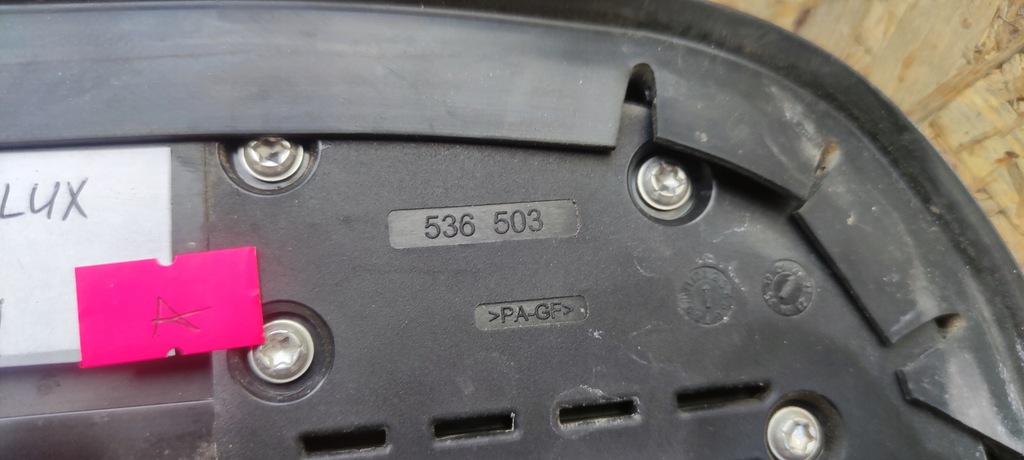 LUX
A
536 503
>PA-GF<